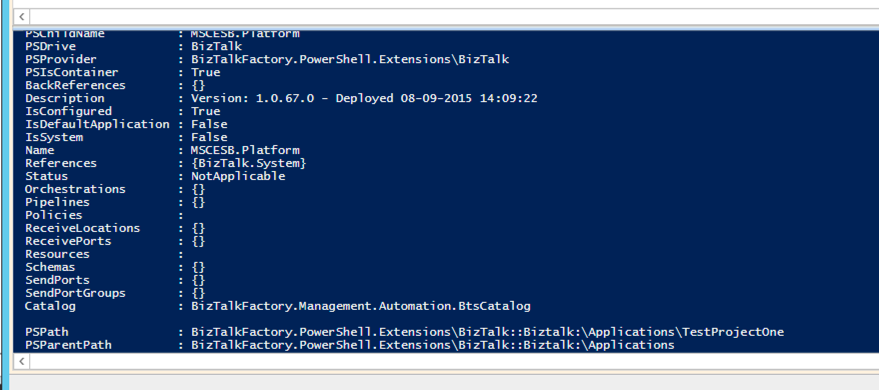 PSChildName : MSCESB.Platform
PSDrive : BizTalk
PSProvider : BizTalkFactory.PowerShell.Extensions\BizTalk
PSIsContainer : True
BackReferences : {}
Description : Version: 1.0.67.0 - Deployed 08-09-2015 14:09:22
IsConfigured : True
IsDefaultApplication : False
IsSystem : False
Name : MSCESB.Platform
References : {BizTalk.System}
Status : NotApplicable
Orchestrations : {}
Pipelines : {}
Policies :
ReceiveLocations : {}
ReceivePorts : {}
Resources :
Schemas : {}
SendPorts : {}
SendPortGroups : {}
Catalog : BizTalkFactory.Management.Automation.BtsCatalog
PSPath : BizTalkFactory.PowerShell.Extensions\BizTalk::Biztalk:\Applications\TestProjectOne
PSParentPath : BizTalkFactory.PowerShell.Extensions\BizTalk::Biztalk:\Applications